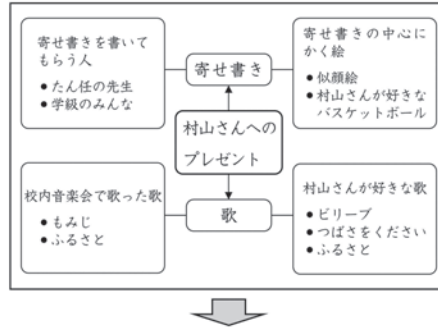 寄せ書きを書いて
もらう人
● たん任の先生
● 学級のみんな
寄せ書き
寄せ書きの中心に
かく絵
● 似顔絵
● 村山さんが好きな
バスケットボール
村山さんへの
プレゼント
校内音楽会で歌った歌
● もみじ
● ふるさと
歌
村山さんが好きな歌
● ビリーブ
● つばさをください
● ふるさと